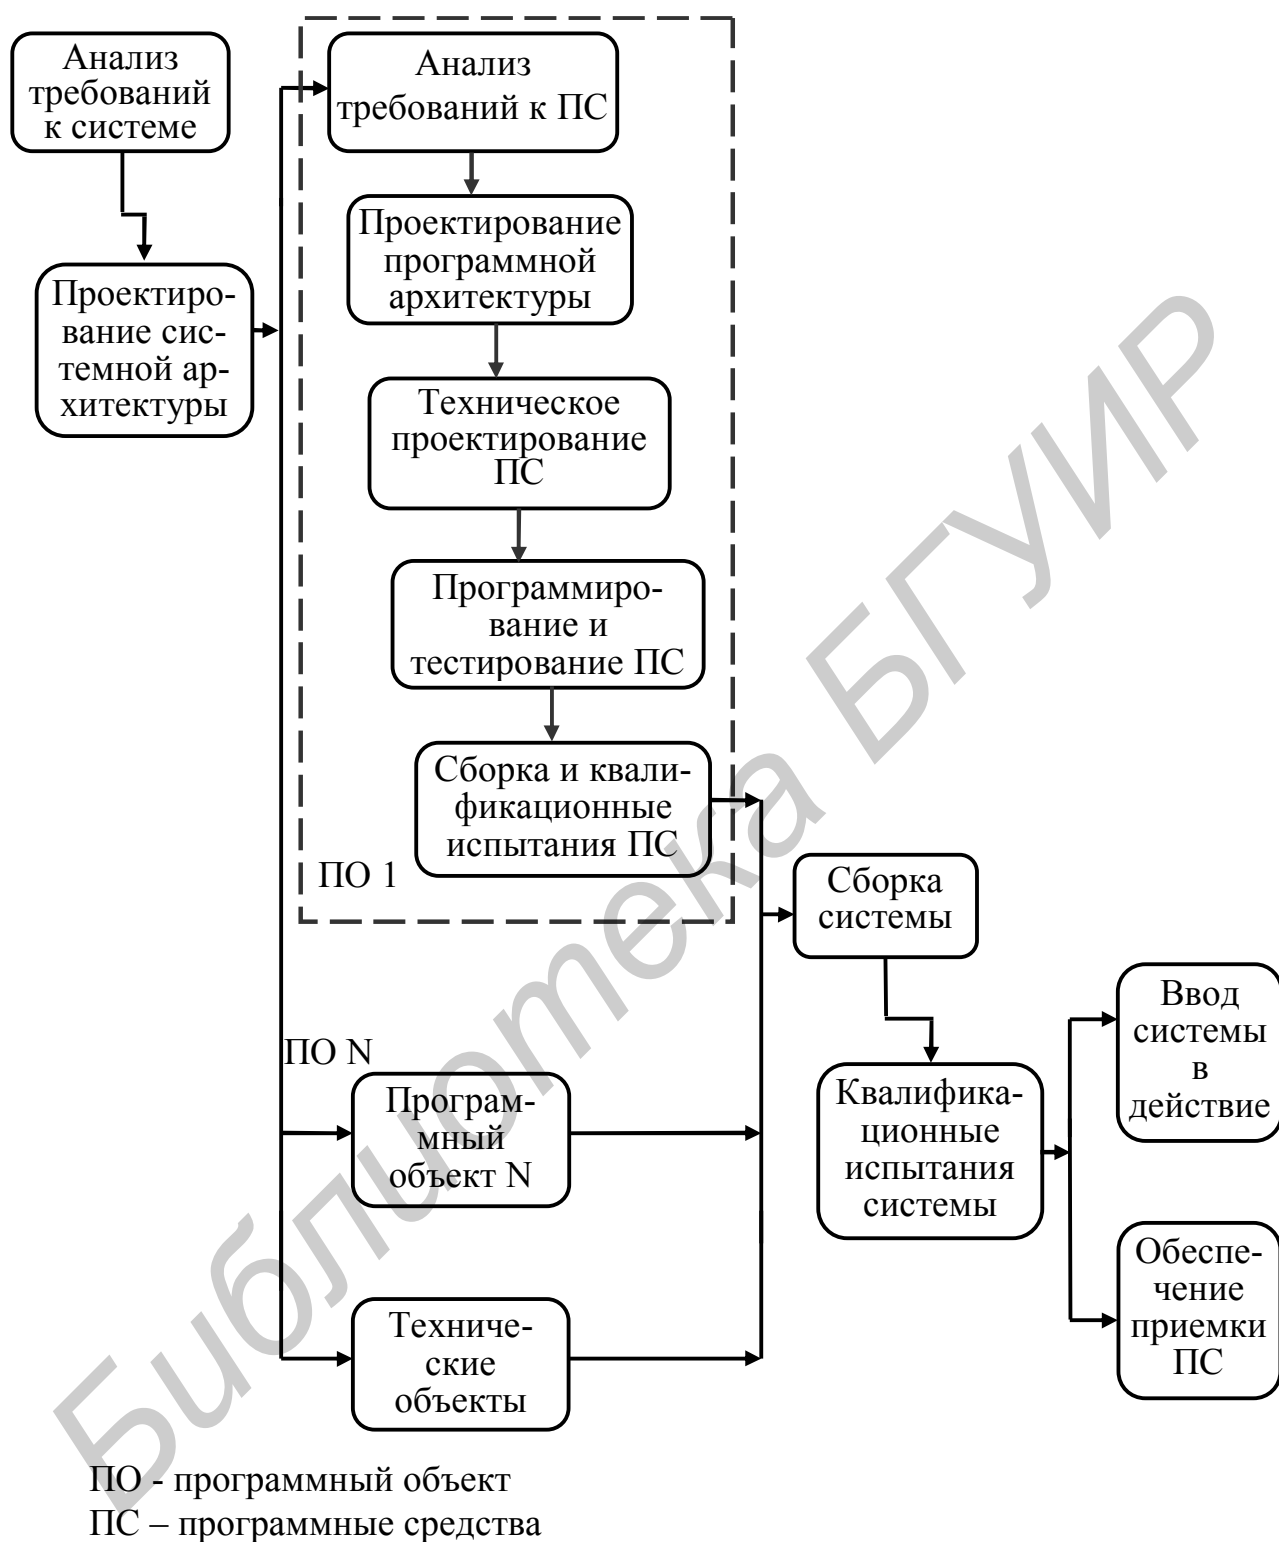 Анализ
требований
к системе
Проектиро-
вание сис-
темной ар-
хитектуры
Анализ
требований к ПС
Проектирование
программной
архитектуры
Техническое
проектирование
ПС
Программиро-
вание и
тестирование ПС
Сборка и квали-
фикационные
испытания ПС
ПО 1
ПО N
Програм-
мный
объект N
Техниче-
ские
объекты
Сборка
системы
Квалифика-
ционные
испытания
системы
Ввод
системы
в
действие
Обеспе-
чение
приемки
ПС
ПО - программный объект
ПС – программные средства
Библиотека БГУИР